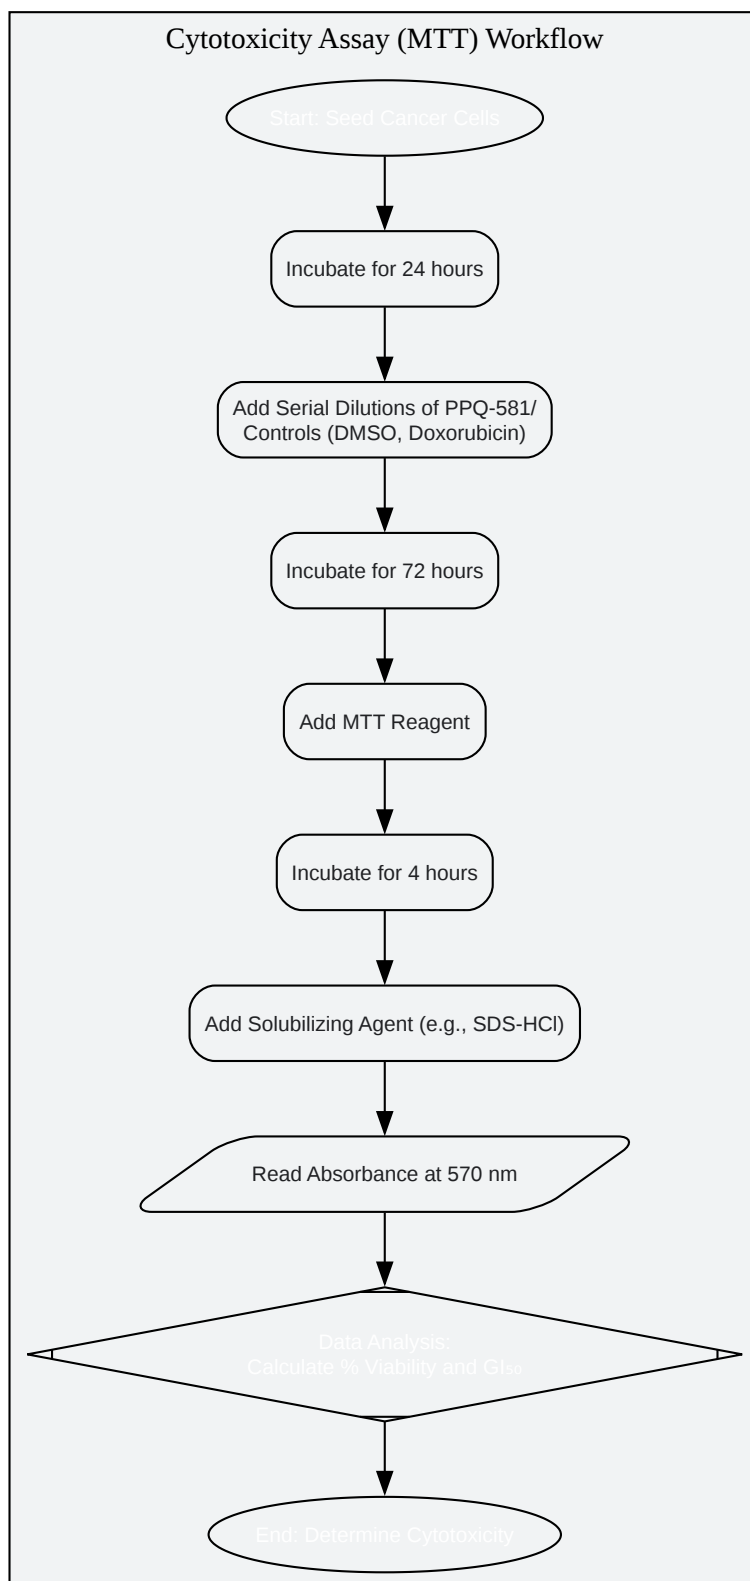 Cytotoxicity Assay (MTT) Workflow
Start: Seed Cancer Cells
Incubate for 24 hours
Add Serial Dilutions of PPQ-581/
Controls (DMSO, Doxorubicin)
Incubate for 72 hours
Add MTT Reagent
Incubate for 4 hours
Add Solubilizing Agent (e.g., SDS-HCl)
Read Absorbance at 570 nm
Data Analysis:
Calculate % Viability and GI₅₀
End: Determine Cytotoxicity